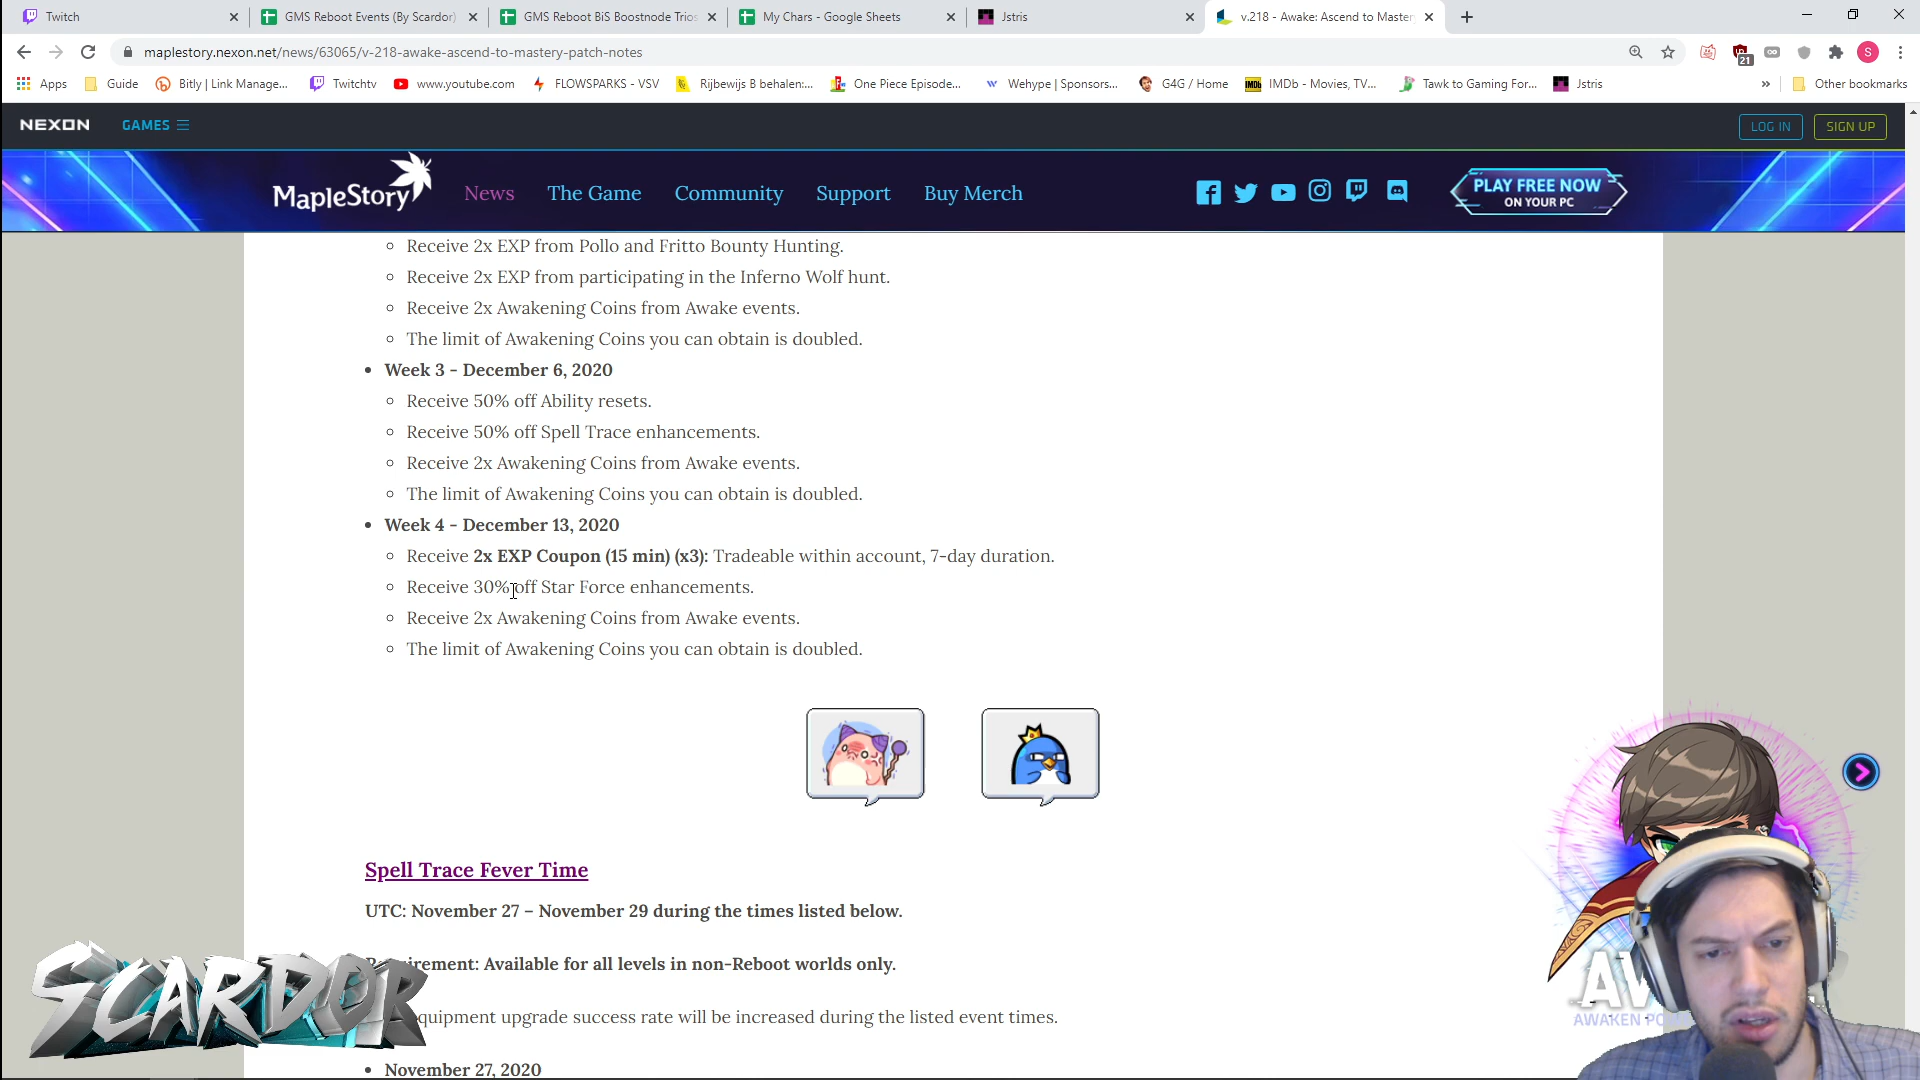 Twitch
GMS Reboot Events (By Scardor)
GMS Reboot BiS Boostnode Trios
My Chars - Google Sheets
Jstris
v.218 - Awake: Ascend to Master
maplestory.nexon.net/news/63065/v-218-awake-ascend-to-mastery-patch-notes
21
S
Apps
Guide
Bitly | Link Manage...
Twitchtv
www.youtube.com
FLOWSPARKS - VSV
Rijbewijs B behalen:...
One Piece Episode...
Wehype | Sponsors...
G4G / Home
IMDb - Movies, TV...
Tawk to Gaming For...
Jstris
»
Other bookmarks
NEXON
GAMES
LOG IN
SIGN UP
MapleStory
News
The Game
Community
Support
Buy Merch
PLAY FREE NOW
ON YOUR PC
Receive 2x EXP from Pollo and Fritto Bounty Hunting.
Receive 2x EXP from participating in the Inferno Wolf hunt.
Receive 2x Awakening Coins from Awake events.
The limit of Awakening Coins you can obtain is doubled.
Week 3 - December 6, 2020
Receive 50% off Ability resets.
Receive 50% off Spell Trace enhancements.
Receive 2x Awakening Coins from Awake events.
The limit of Awakening Coins you can obtain is doubled.
Week 4 - December 13, 2020
Receive 2x EXP Coupon (15 min) (x3): Tradeable within account, 7-day duration.
Receive 30% off Star Force enhancements.
Receive 2x Awakening Coins from Awake events.
The limit of Awakening Coins you can obtain is doubled.
Spell Trace Fever Time
UTC: November 27 – November 29 during the times listed below.
Requirement: Available for all levels in non-Reboot worlds only.
quipment upgrade success rate will be increased during the listed event times.
November 27, 2020
SCARDOR
AW
AWAKEN PO